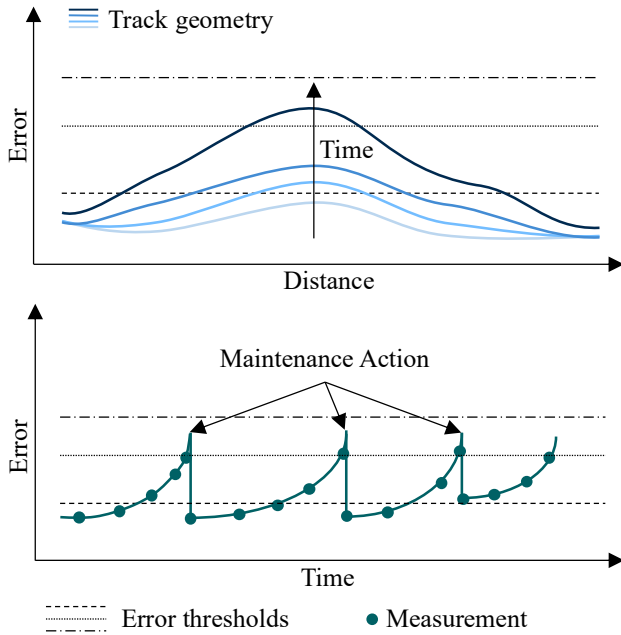 Track geometry
Error
Time
Distance
Maintenance Action
Error
Time
Error thresholds
Measurement